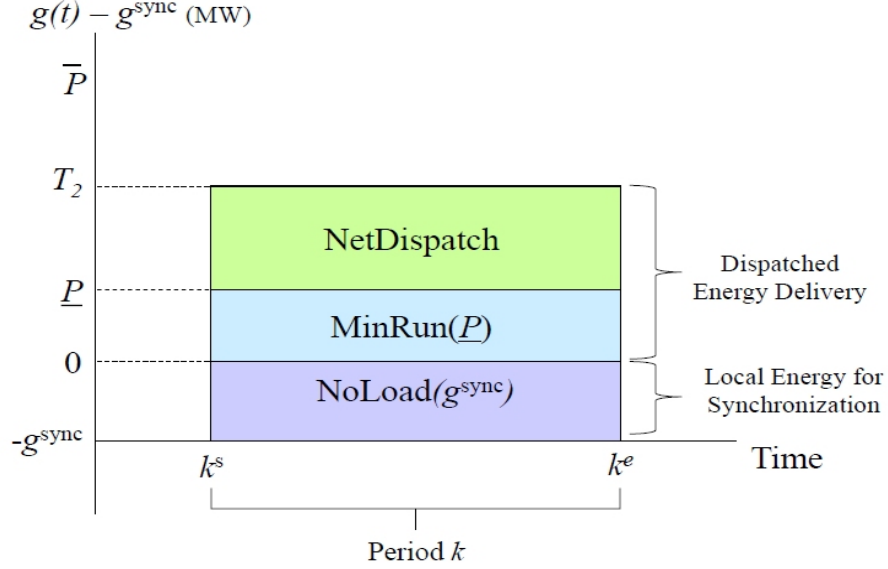 g(t) – g^sync (MW)
P̅
T₂
NetDispatch
Dispatched
Energy Delivery
P̲
MinRun(P̲)
0
NoLoad(g^sync)
Local Energy for
Synchronization
-g^sync
k^s
k^e
Time
Period k